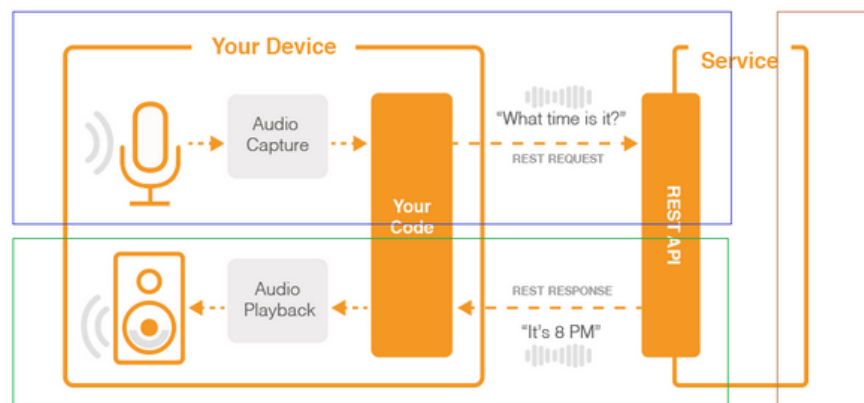 Your Device
Service
Audio
Capture
"What time is it?"
REST REQUEST
Your
Code
REST API
Audio
Playback
REST RESPONSE
"It's 8 PM"